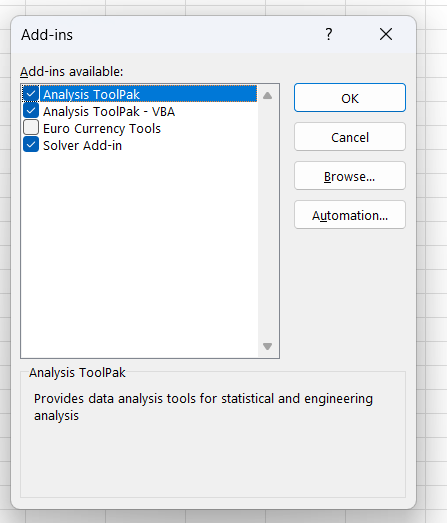 Add-ins
?
Add-ins available:
Analysis ToolPak
Analysis ToolPak - VBA
Euro Currency Tools
Solver Add-in
OK
Cancel
Browse...
Automation...
Analysis ToolPak
Provides data analysis tools for statistical and engineering
analysis